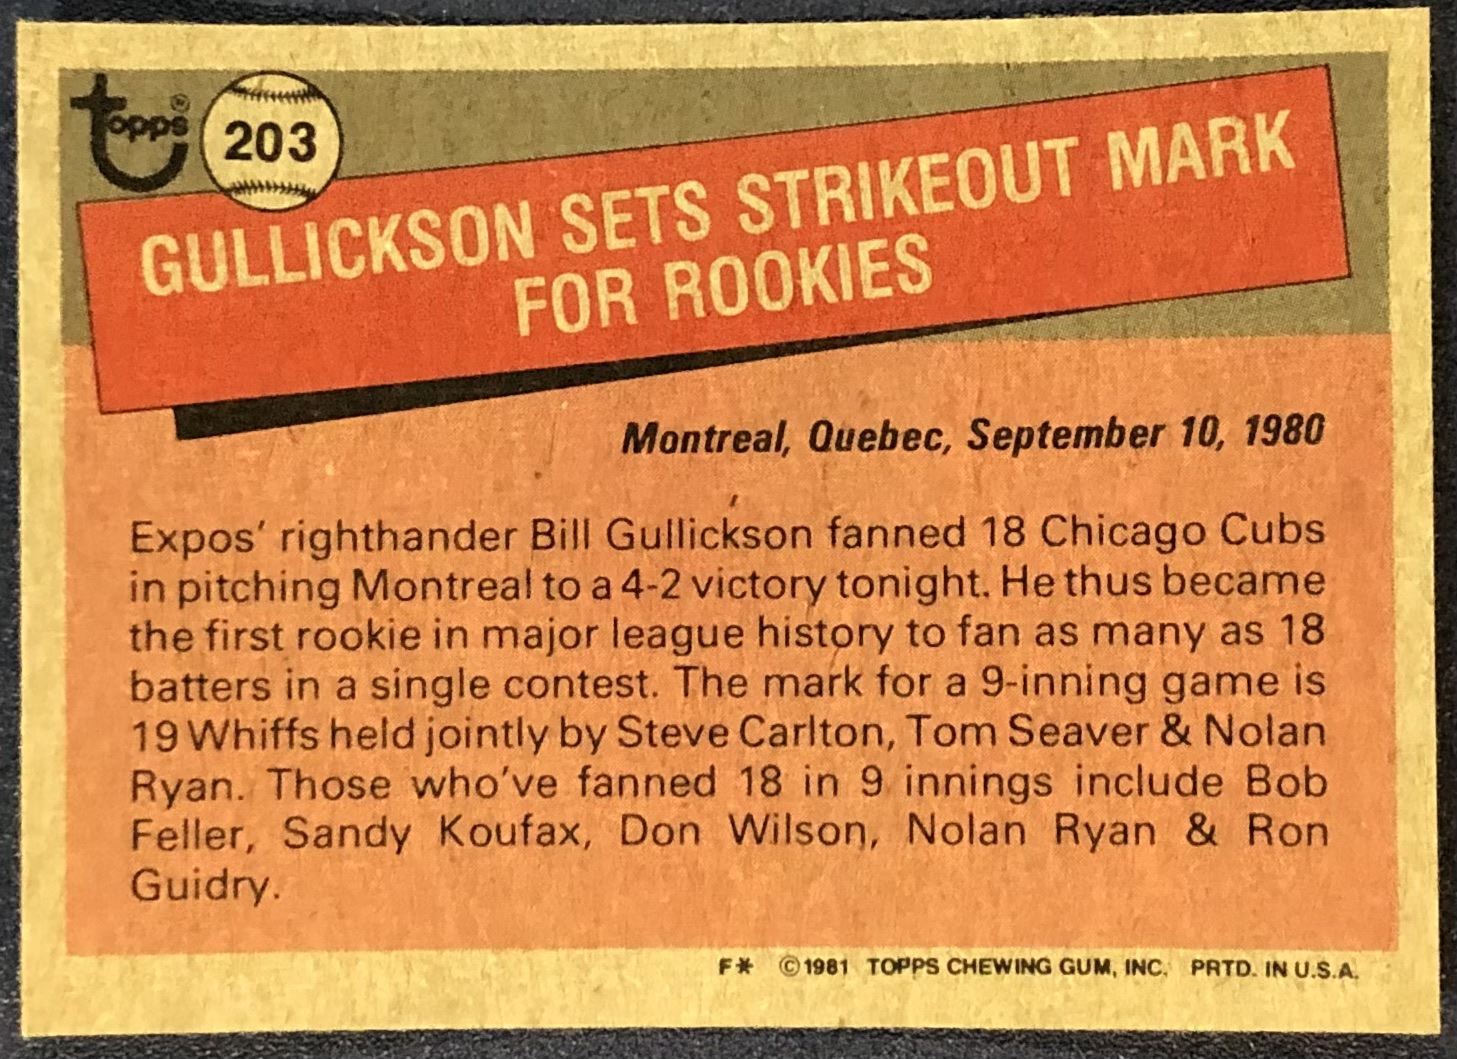 Topps®
203
GULLICKSON SETS STRIKEOUT MARK
FOR ROOKIES
Montreal, Quebec, September 10, 1980
Expos' righthander Bill Gullickson fanned 18 Chicago Cubs
in pitching Montreal to a 4-2 victory tonight. He thus became
the first rookie in major league history to fan as many as 18
batters in a single contest. The mark for a 9-inning game is
19 Whiffs held jointly by Steve Carlton, Tom Seaver & Nolan
Ryan. Those who've fanned 18 in 9 innings include Bob
Feller, Sandy Koufax, Don Wilson, Nolan Ryan & Ron
Guidry.
F* ©1981 TOPPS CHEWING GUM, INC. PRTD. IN U.S.A.